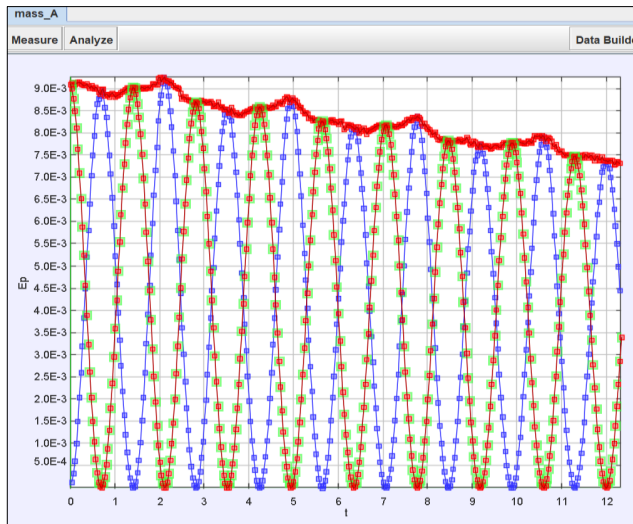 mass_A
Measure Analyze Data Builde
9.0E-3
8.5E-3
8.0E-3
7.5E-3
7.0E-3
6.5E-3
6.0E-3
5.5E-3
5.0E-3
4.5E-3
4.0E-3
3.5E-3
3.0E-3
2.5E-3
2.0E-3
1.5E-3
1.0E-3
5.0E-4
Ep
0 1 2 3 4 5 6 7 8 9 10 11 12
t